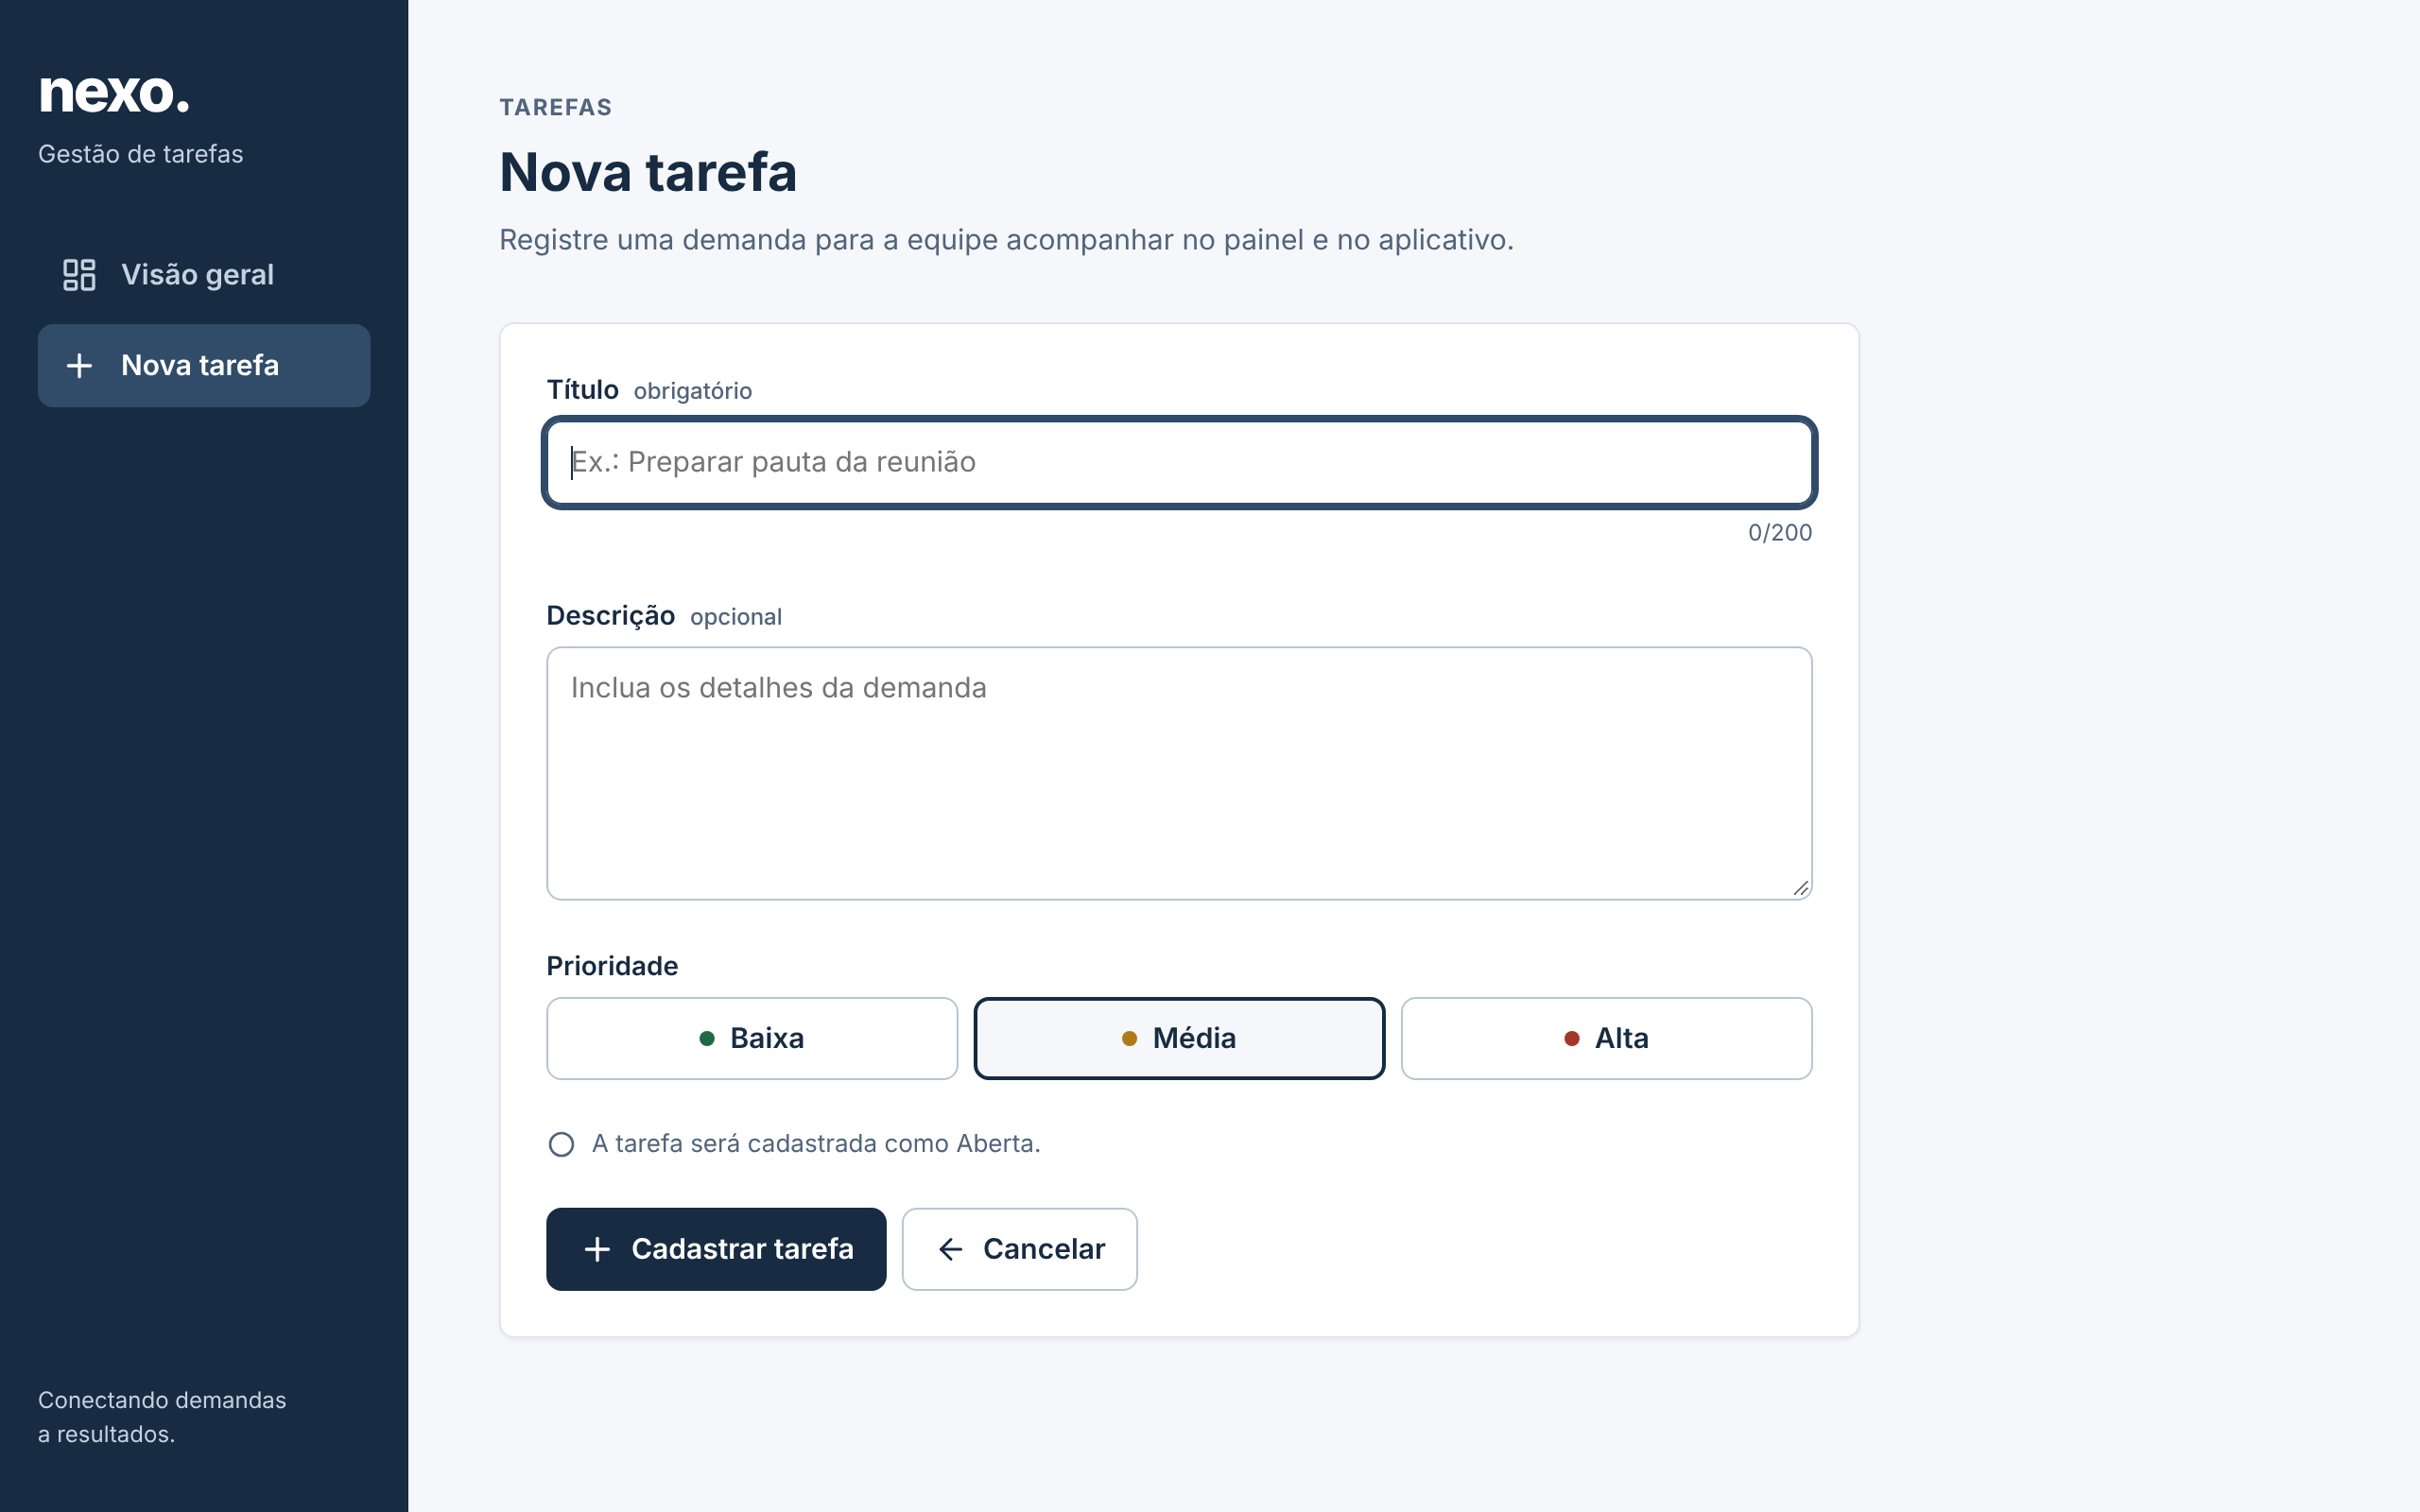 nexo.
Gestão de tarefas
Visão geral
Nova tarefa
Conectando demandas
a resultados.
TAREFAS
Nova tarefa
Registre uma demanda para a equipe acompanhar no painel e no aplicativo.
Título obrigatório
Ex.: Preparar pauta da reunião
0/200
Descrição opcional
Inclua os detalhes da demanda
Prioridade
Baixa
Média
Alta
A tarefa será cadastrada como Aberta.
Cadastrar tarefa
Cancelar